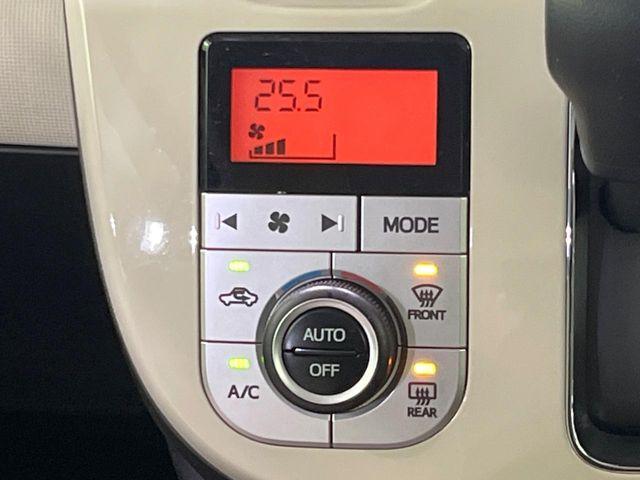 25.5
MODE
FRONT
AUTO
OFF
A/C
REAR